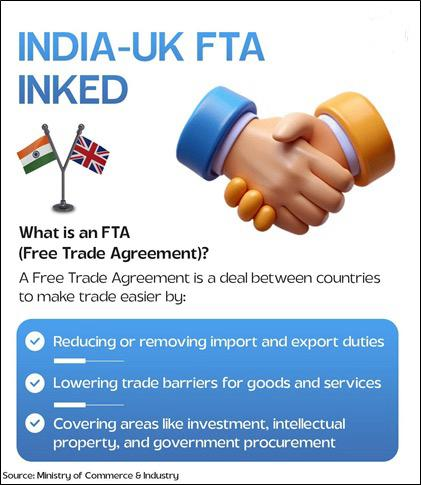 INDIA-UK FTA
INKED
What is an FTA
(Free Trade Agreement)?
A Free Trade Agreement is a deal between countries
to make trade easier by:
Reducing or removing import and export duties
Lowering trade barriers for goods and services
Covering areas like investment, intellectual
property, and government procurement
Source: Ministry of Commerce & Industry